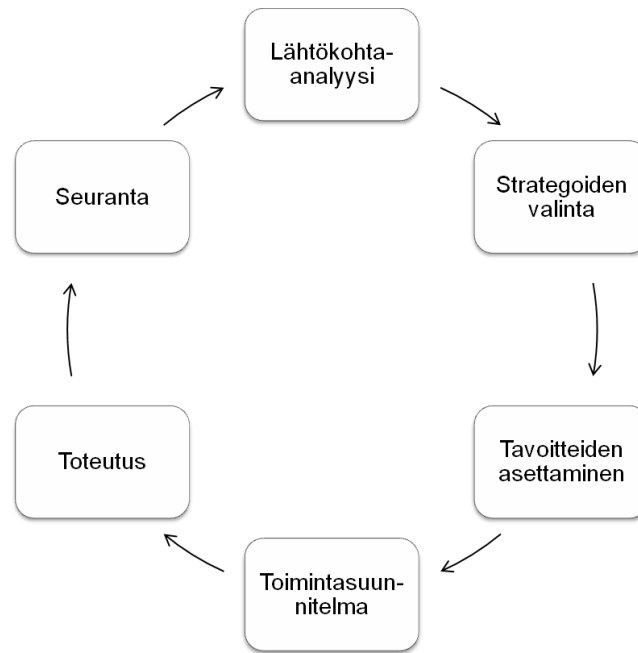 Lähtökohta-
analyysi
Strategoiden
valinta
Tavoitteiden
asettaminen
Toimintasuun-
nitelma
Toteutus
Seuranta